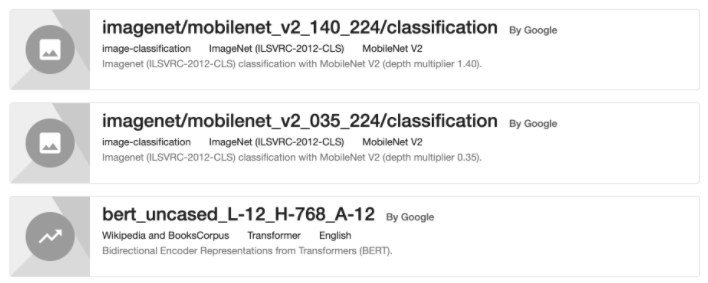 imagenet/mobilenet_v2_140_224/classification By Google
image-classification ImageNet (ILSVRC-2012-CLS) MobileNet V2
Imagenet (ILSVRC-2012-CLS) classification with MobileNet V2 (depth multiplier 1.40).
imagenet/mobilenet_v2_035_224/classification By Google
image-classification ImageNet (ILSVRC-2012-CLS) MobileNet V2
Imagenet (ILSVRC-2012-CLS) classification with MobileNet V2 (depth multiplier 0.35).
bert_uncased_L-12_H-768_A-12 By Google
Wikipedia and BooksCorpus Transformer English
Bidirectional Encoder Representations from Transformers (BERT).